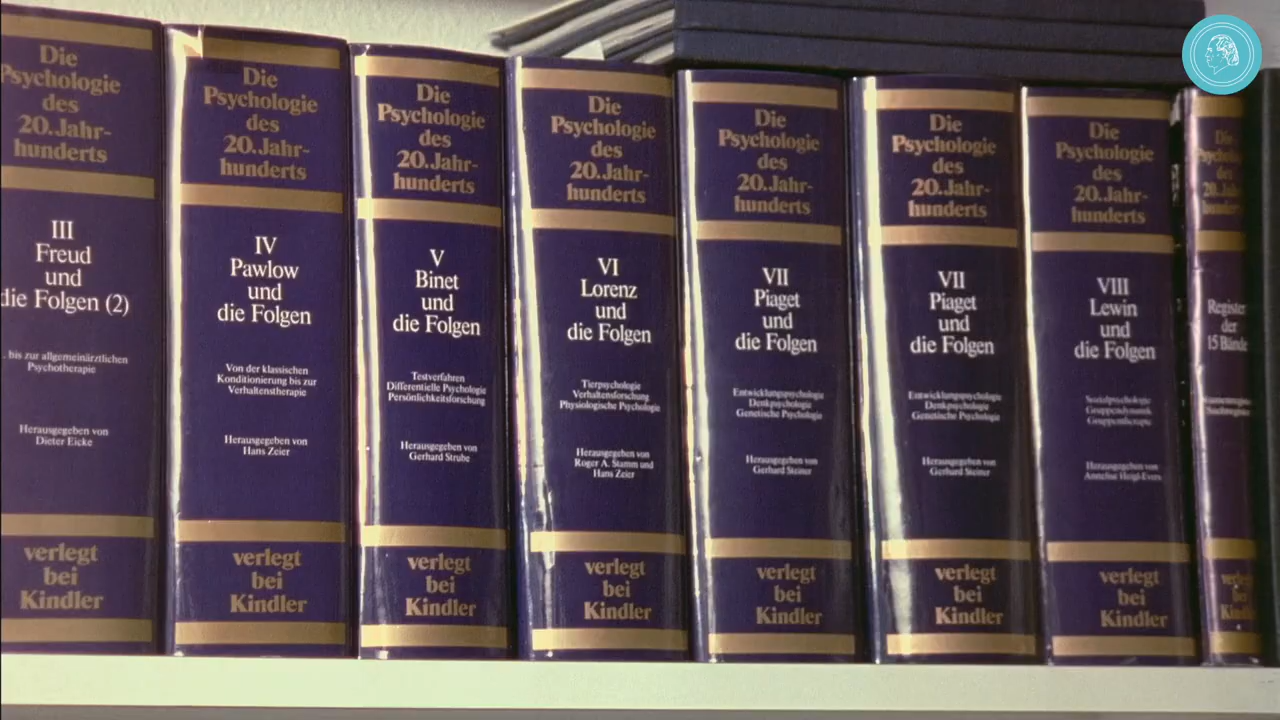 Die
Psychologie
des
20. Jahr-
hunderts
III
Freud
und
die Folgen (2)
. bis zur allgemeinärztlichen
Psychotherapie
Herausgegeben von
Dieter Eicke
verlegt
bei
Kindler
Die
Psychologie
des
20. Jahr-
hunderts
IV
Pawlow
und
die Folgen
Von der klassischen
Konditionierung bis zur
Verhaltenstherapie
Herausgegeben von
Hans Zeier
verlegt
bei
Kindler
Die
Psychologie
des
20. Jahr-
hunderts
V
Binet
und
die Folgen
Testverfahren
Differentielle Psychologie
Persönlichkeitsforschung
Herausgegeben von
Gerhard Strube
verlegt
bei
Kindler
Die
Psychologie
des
20. Jahr-
hunderts
VI
Lorenz
und
die Folgen
Tierpsychologie
Verhaltensforschung
Physiologische Psychologie
Herausgegeben von
Roger A. Stamm und
Hans Zeier
verlegt
bei
Kindler
Die
Psychologie
des
20. Jahr-
hunderts
VII
Piaget
und
die Folgen
Entwicklungspsychologie
Denkpsychologie
Genetische Psychologie
Herausgegeben von
Gerhard Steiner
verlegt
bei
Kindler
Die
Psychologie
des
20. Jahr-
hunderts
VII
Piaget
und
die Folgen
Entwicklungspsychologie
Denkpsychologie
Genetische Psychologie
Herausgegeben von
Gerhard Steiner
verlegt
bei
Kindler
Die
Psychologie
des
20. Jahr-
hunderts
VIII
Lewin
und
die Folgen
Sozialpsychologie
Gruppendynamik
Gruppentherapie
Herausgegeben von
Annelise Heigl-Evers
verlegt
bei
Kindler
Die
des
20. Jah
Register
der
15 Bände
bei